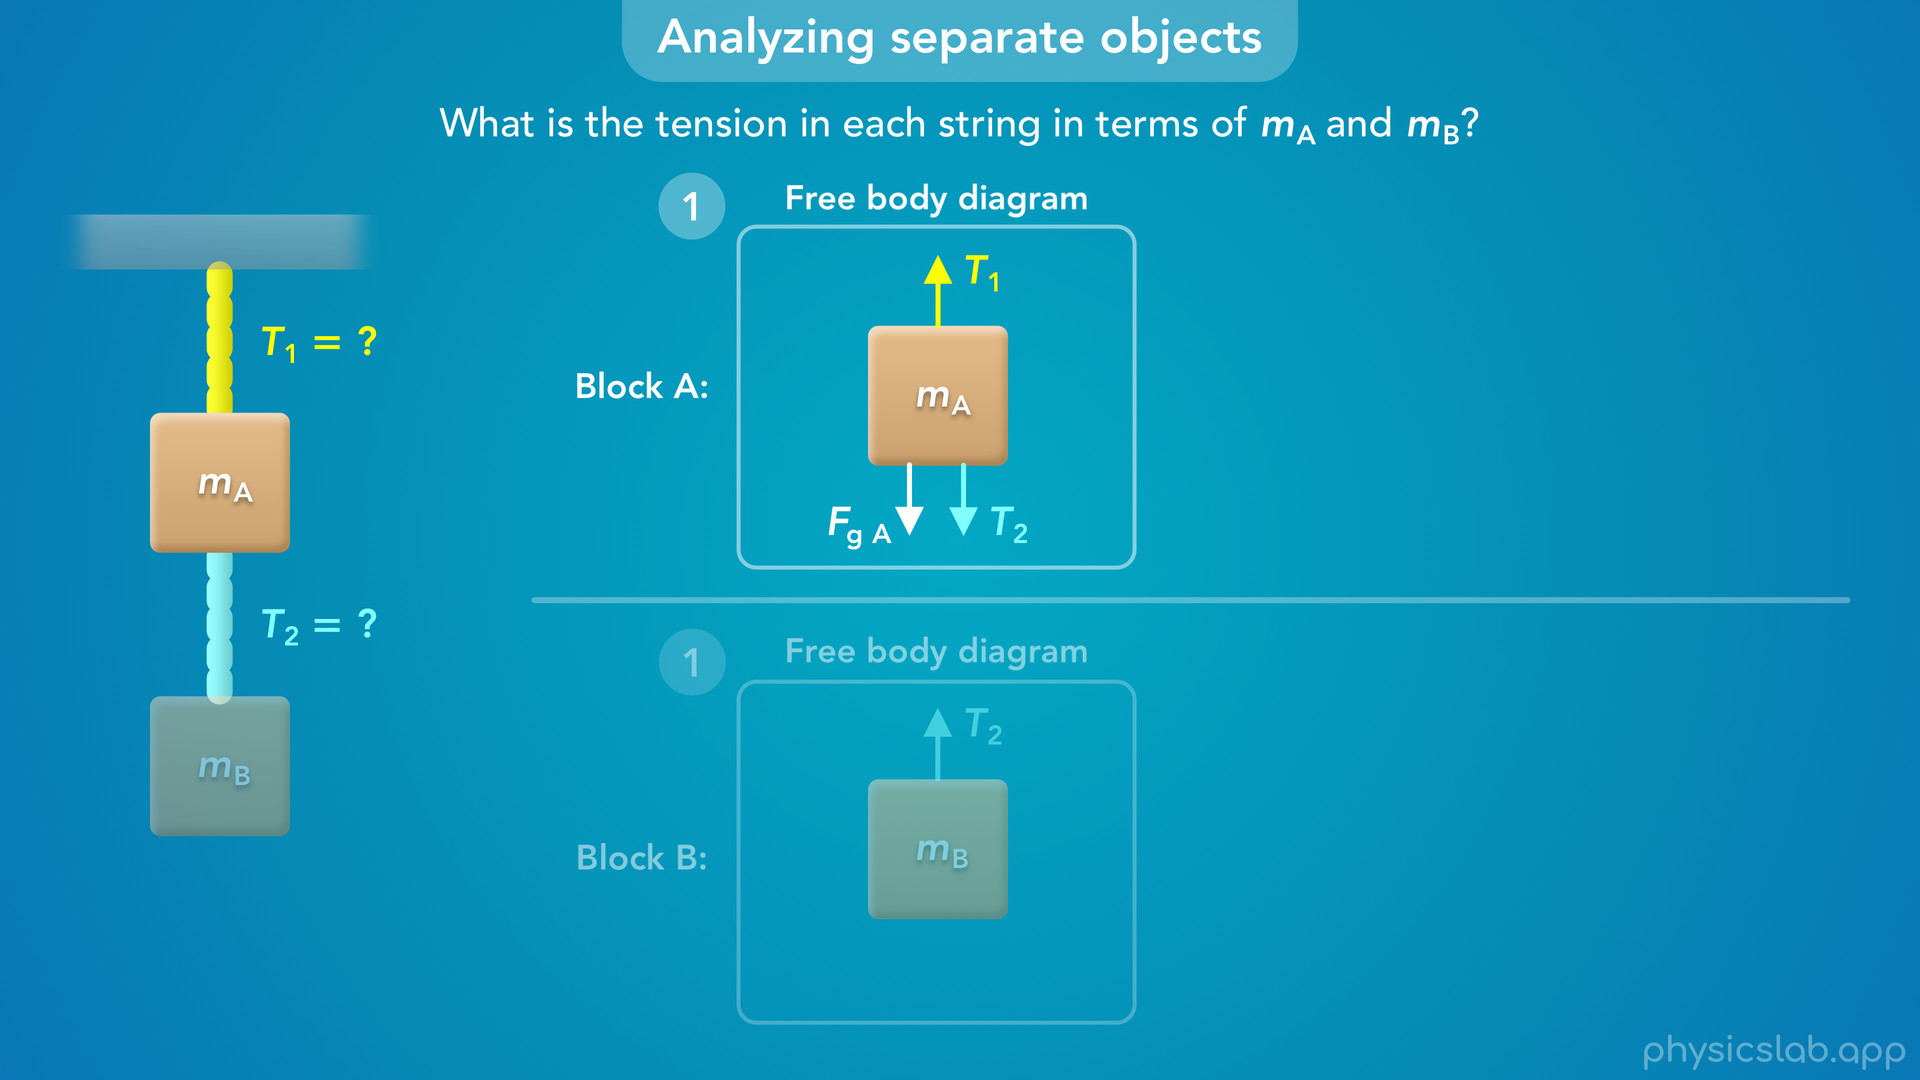 Analyzing separate objects
What is the tension in each string in terms of mA and mB?
T1 = ?
mA
T2 = ?
mB
1
Free body diagram
Block A:
T1
mA
Fg A
T2
1
Free body diagram
Block B:
T2
mB
physicslab.app